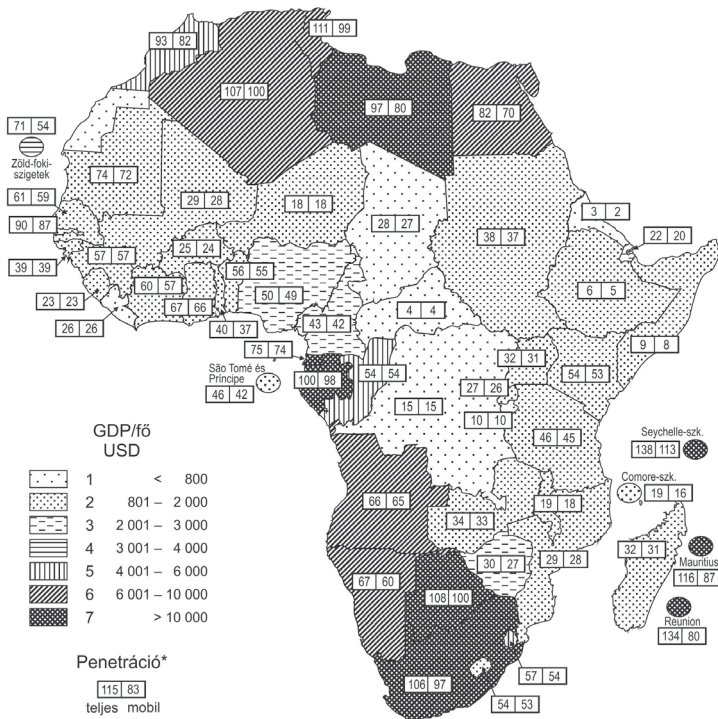 111 99
93 82
107 100
97 80
82 70
71 54
Zöld-foki-
szigetek
74 72
61 59
29 28
18 18
28 27
3 2
90 87
22 20
38 37
57 57
25 24
56 55
39 39
60 57
50 49
6 5
67 66
23 23
43 42
4 4
26 26
40 37
9 8
75 74
32 31
54 53
São Tomé és
Príncipe
46 42
100 98
54 54
27 26
15 15
10 10
46 45
Seychelle-szk.
138 113
Comore-szk.
19 16
GDP/fő
USD
1 < 800
2 801 – 2 000
3 2 001 – 3 000
4 3 001 – 4 000
5 4 001 – 6 000
6 6 001 – 10 000
7 > 10 000
66 65
19 18
34 33
32 31
29 28
30 27
Mauritius
116 87
67 60
108 100
Reunion
134 80
Penetráció*
115 83
teljes mobil
106 97
57 54
54 53